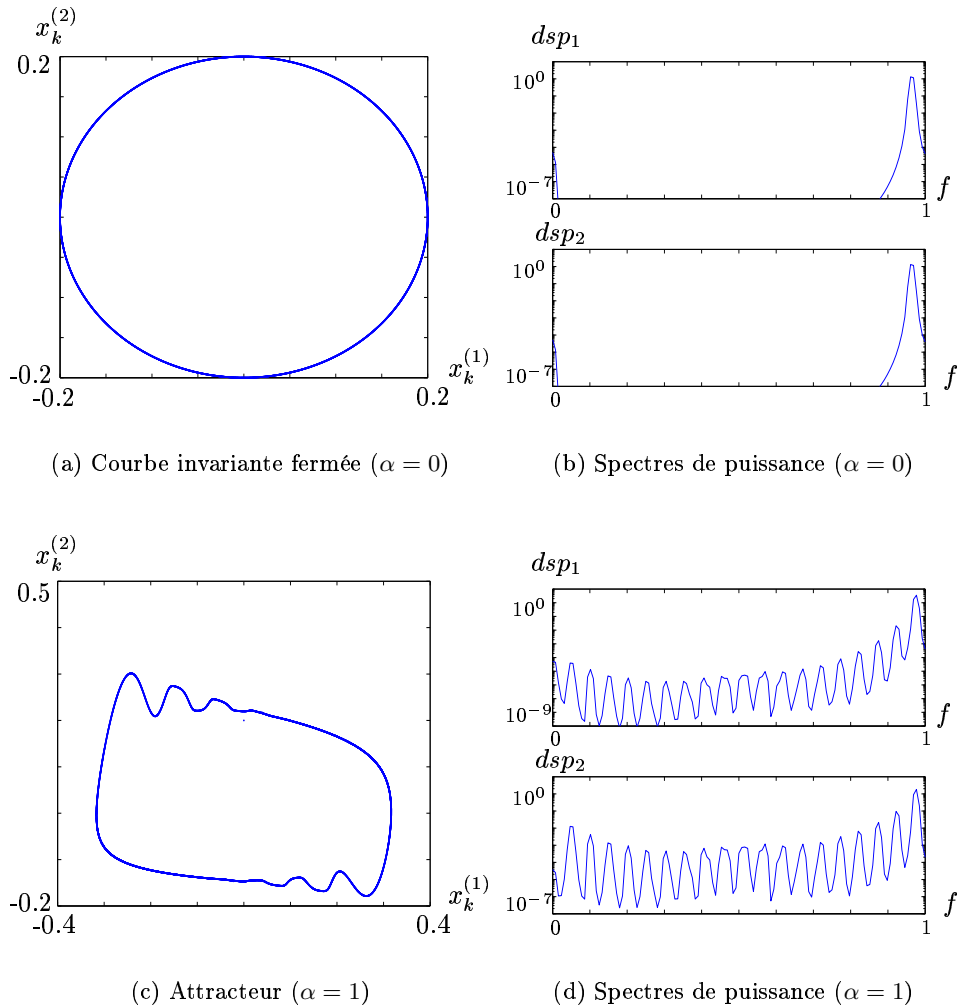 x_k^{(2)}
0.2
-0.2
-0.2
0.2
x_k^{(1)}
dsp_1
10^0
10^{-7}
0
1
f
dsp_2
10^0
10^{-7}
0
1
f
(a) Courbe invariante fermée (α = 0)
(b) Spectres de puissance (α = 0)
x_k^{(2)}
0.5
-0.2
-0.4
0.4
x_k^{(1)}
dsp_1
10^0
10^{-9}
0
1
f
dsp_2
10^0
10^{-7}
0
1
f
(c) Attracteur (α = 1)
(d) Spectres de puissance (α = 1)